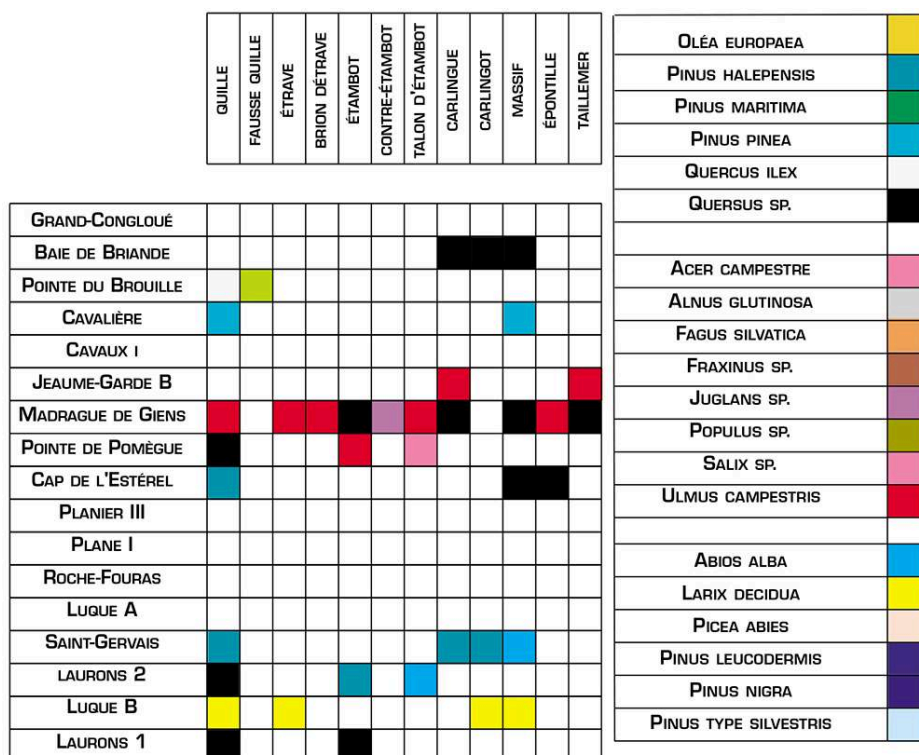 QUILLE
FAUSSE QUILLE
ÉTRAVE
BRION DÉTRAVE
ÉTAMBOT
CONTRE-ÉTAMBOT
TALON D'ÉTAMBOT
CARLINGUE
CARLINGOT
MASSIF
ÉPONTILLE
TAILLEMER
GRAND-CONGLOUÉ
BAIE DE BRIANDE
POINTE DU BROUILLE
CAVALIÈRE
CAVAUX I
JEAUME-GARDE B
MADRAGUE DE GIENS
POINTE DE POMÈGUE
CAP DE L'ESTÉREL
PLANIER III
PLANE I
ROCHE-FOURAS
LUQUE A
SAINT-GERVAIS
LAURONS 2
LUQUE B
LAURONS 1
OLÉA EUROPAEA
PINUS HALEPENSIS
PINUS MARITIMA
PINUS PINEA
QUERCUS ILEX
QUERSUS SP.
ACER CAMPESTRE
ALNUS GLUTINOSA
FAGUS SILVATICA
FRAXINUS SP.
JUGLANS SP.
POPULUS SP.
SALIX SP.
ULMUS CAMPESTRIS
ABIOS ALBA
LARIX DECIDUA
PICEA ABIES
PINUS LEUCODERMIS
PINUS NIGRA
PINUS TYPE SILVESTRIS